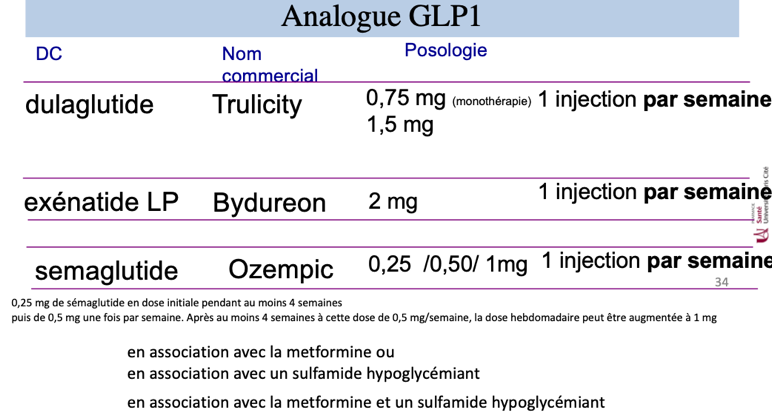 Analogue GLP1
DC Nom commercial Posologie
dulaglutide Trulicity 0,75 mg (monothérapie) 1 injection par semaine
1,5 mg
exénatide LP Bydureon 2 mg 1 injection par semaine
semaglutide Ozempic 0,25 /0,50/ 1mg 1 injection par semaine
34
0,25 mg de sémaglutide en dose initiale pendant au moins 4 semaines
puis de 0,5 mg une fois par semaine. Après au moins 4 semaines à cette dose de 0,5 mg/semaine, la dose hebdomadaire peut être augmentée à 1 mg
en association avec la metformine ou
en association avec un sulfamide hypoglycémiant
en association avec la metformine et un sulfamide hypoglycémiant
Santé